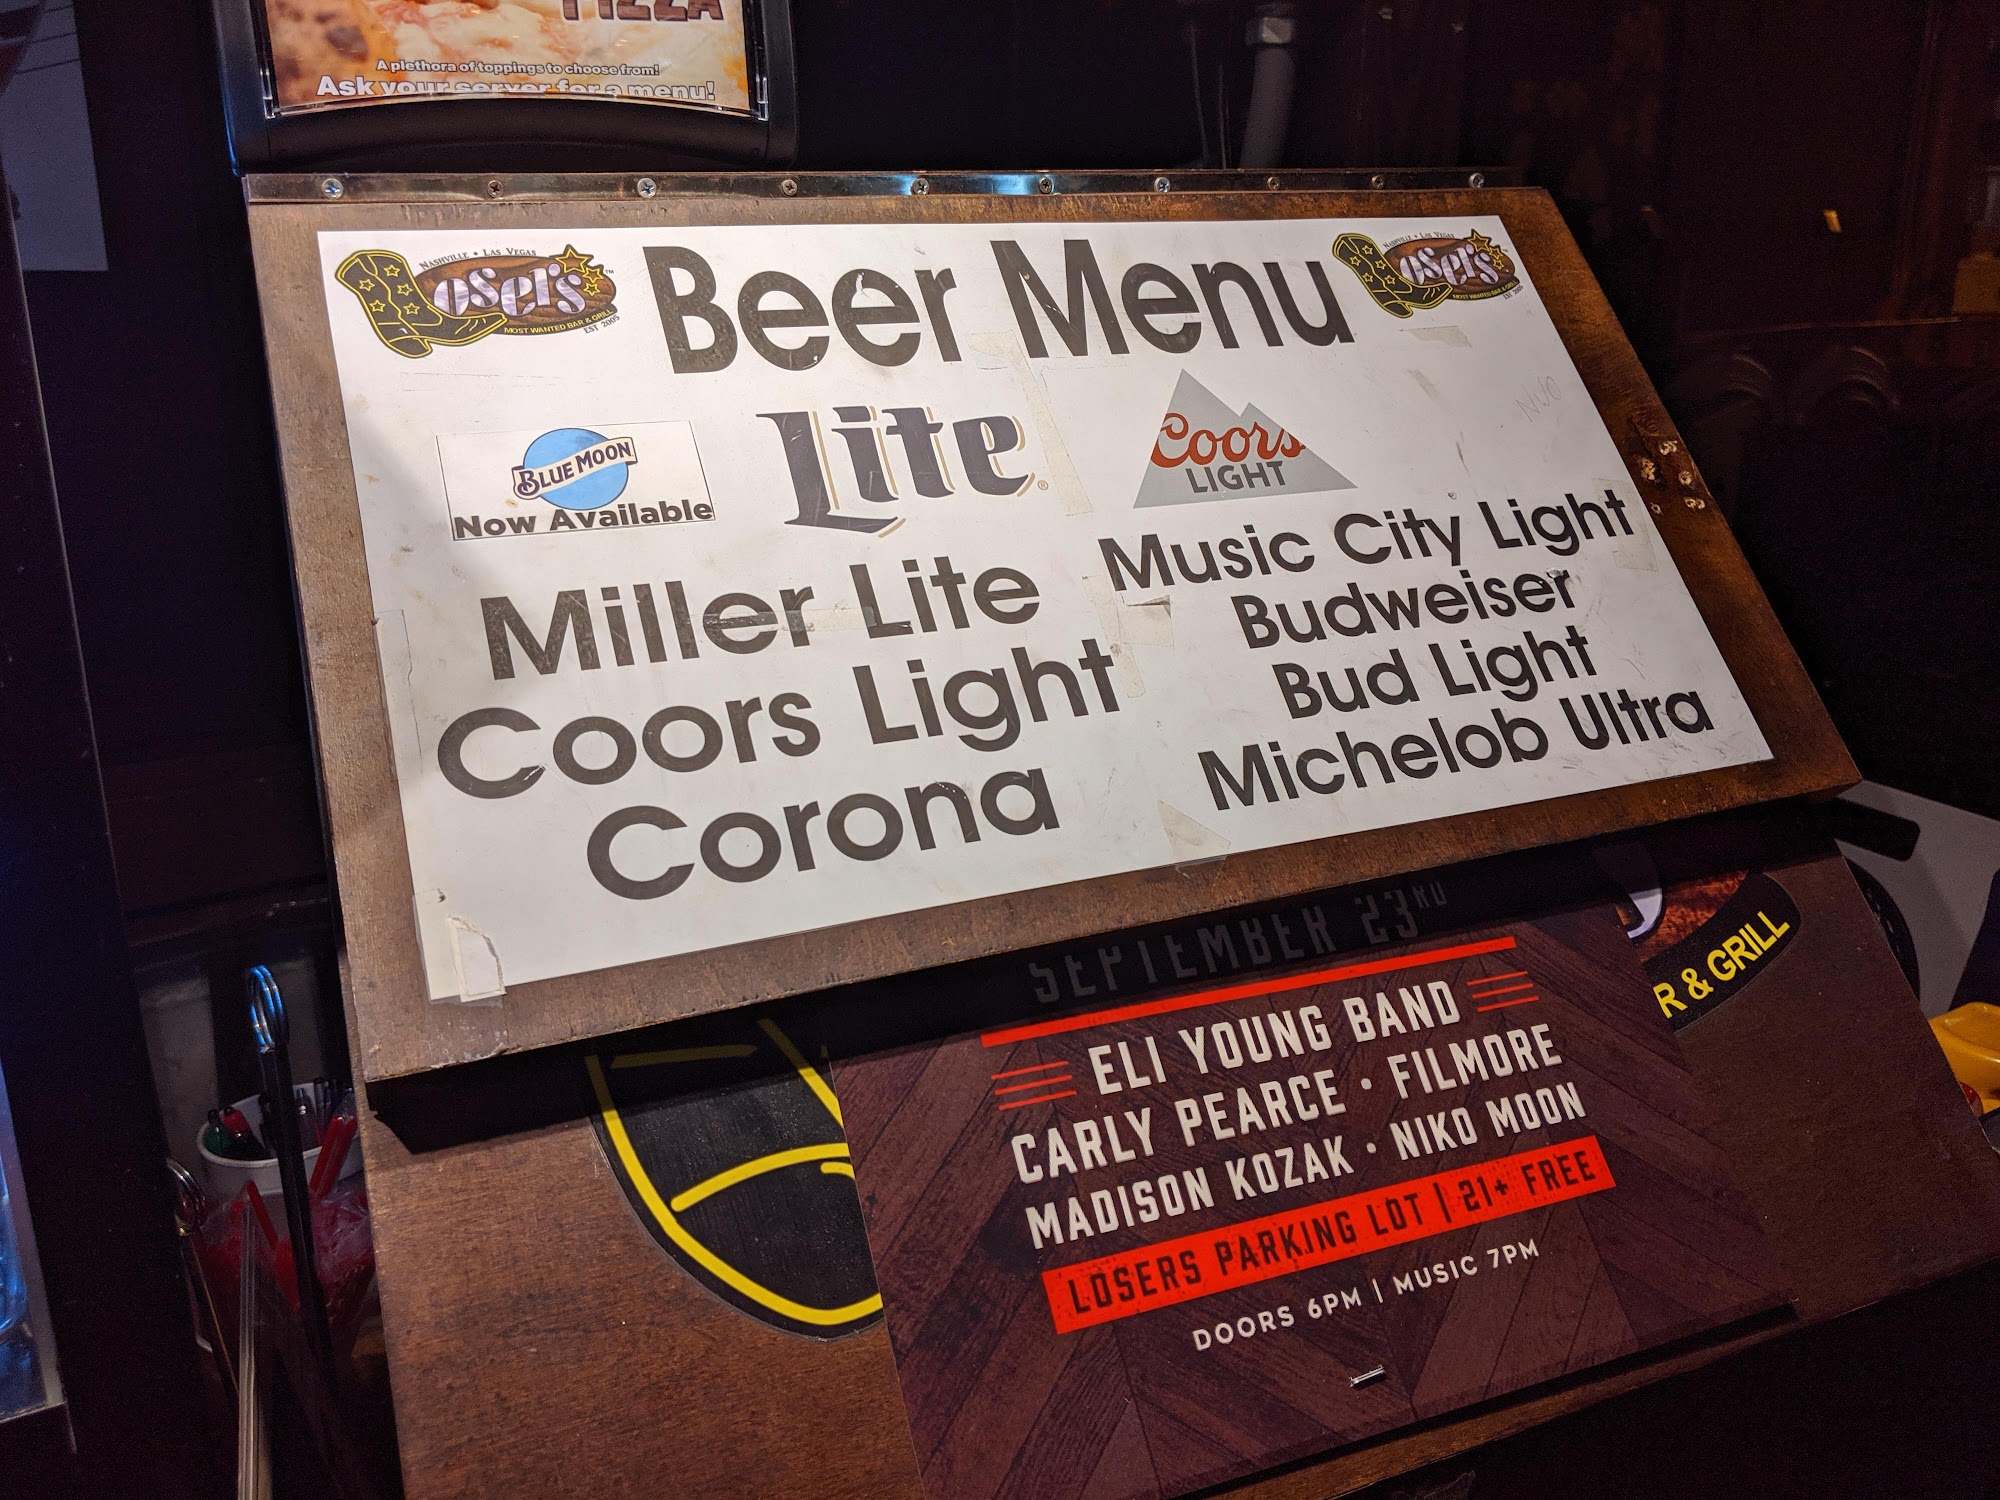 PIZZA
A plethora of toppings to choose from!
Ask your server for a menu!
NASHVILLE • LAS VEGAS
Losers™
MOST WANTED BAR & GRILL
EST 2005
Beer Menu
NASHVILLE • LAS VEGAS
Losers™
MOST WANTED BAR & GRILL
EST 2005
BLUE MOON
Now Available
Lite®
Coors
LIGHT
Miller Lite
Coors Light
Corona
Music City Light
Budweiser
Bud Light
Michelob Ultra
SEPTEMBER 23RD
ELI YOUNG BAND
CARLY PEARCE • FILMORE
MADISON KOZAK • NIKO MOON
LOSERS PARKING LOT | 21+ FREE
DOORS 6PM | MUSIC 7PM
R & GRILL